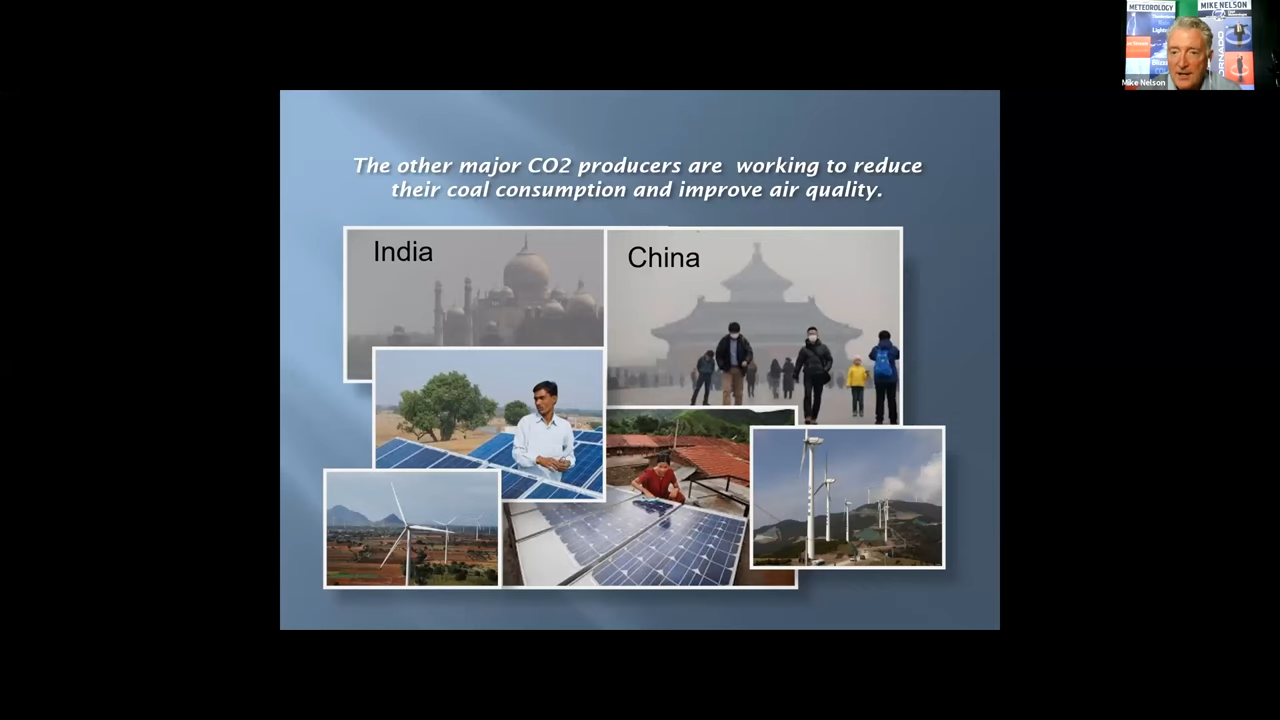 The other major CO2 producers are  working to reduce
their coal consumption and improve air quality.
India
China
METEOROLOGY
MIKE NELSON
Mike Nelson